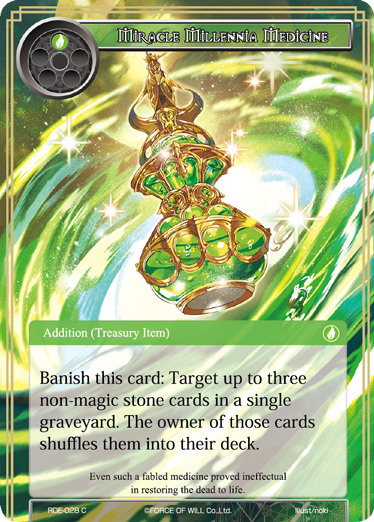 Miracle Millennia Medicine
Addition (Treasury Item)
Banish this card: Target up to three
non-magic stone cards in a single
graveyard. The owner of those cards
shuffles them into their deck.
Even such a fabled medicine proved ineffectual
in restoring the dead to life.
RDE-028 C ©FORCE OF WILL Co.,Ltd. Illust/noki